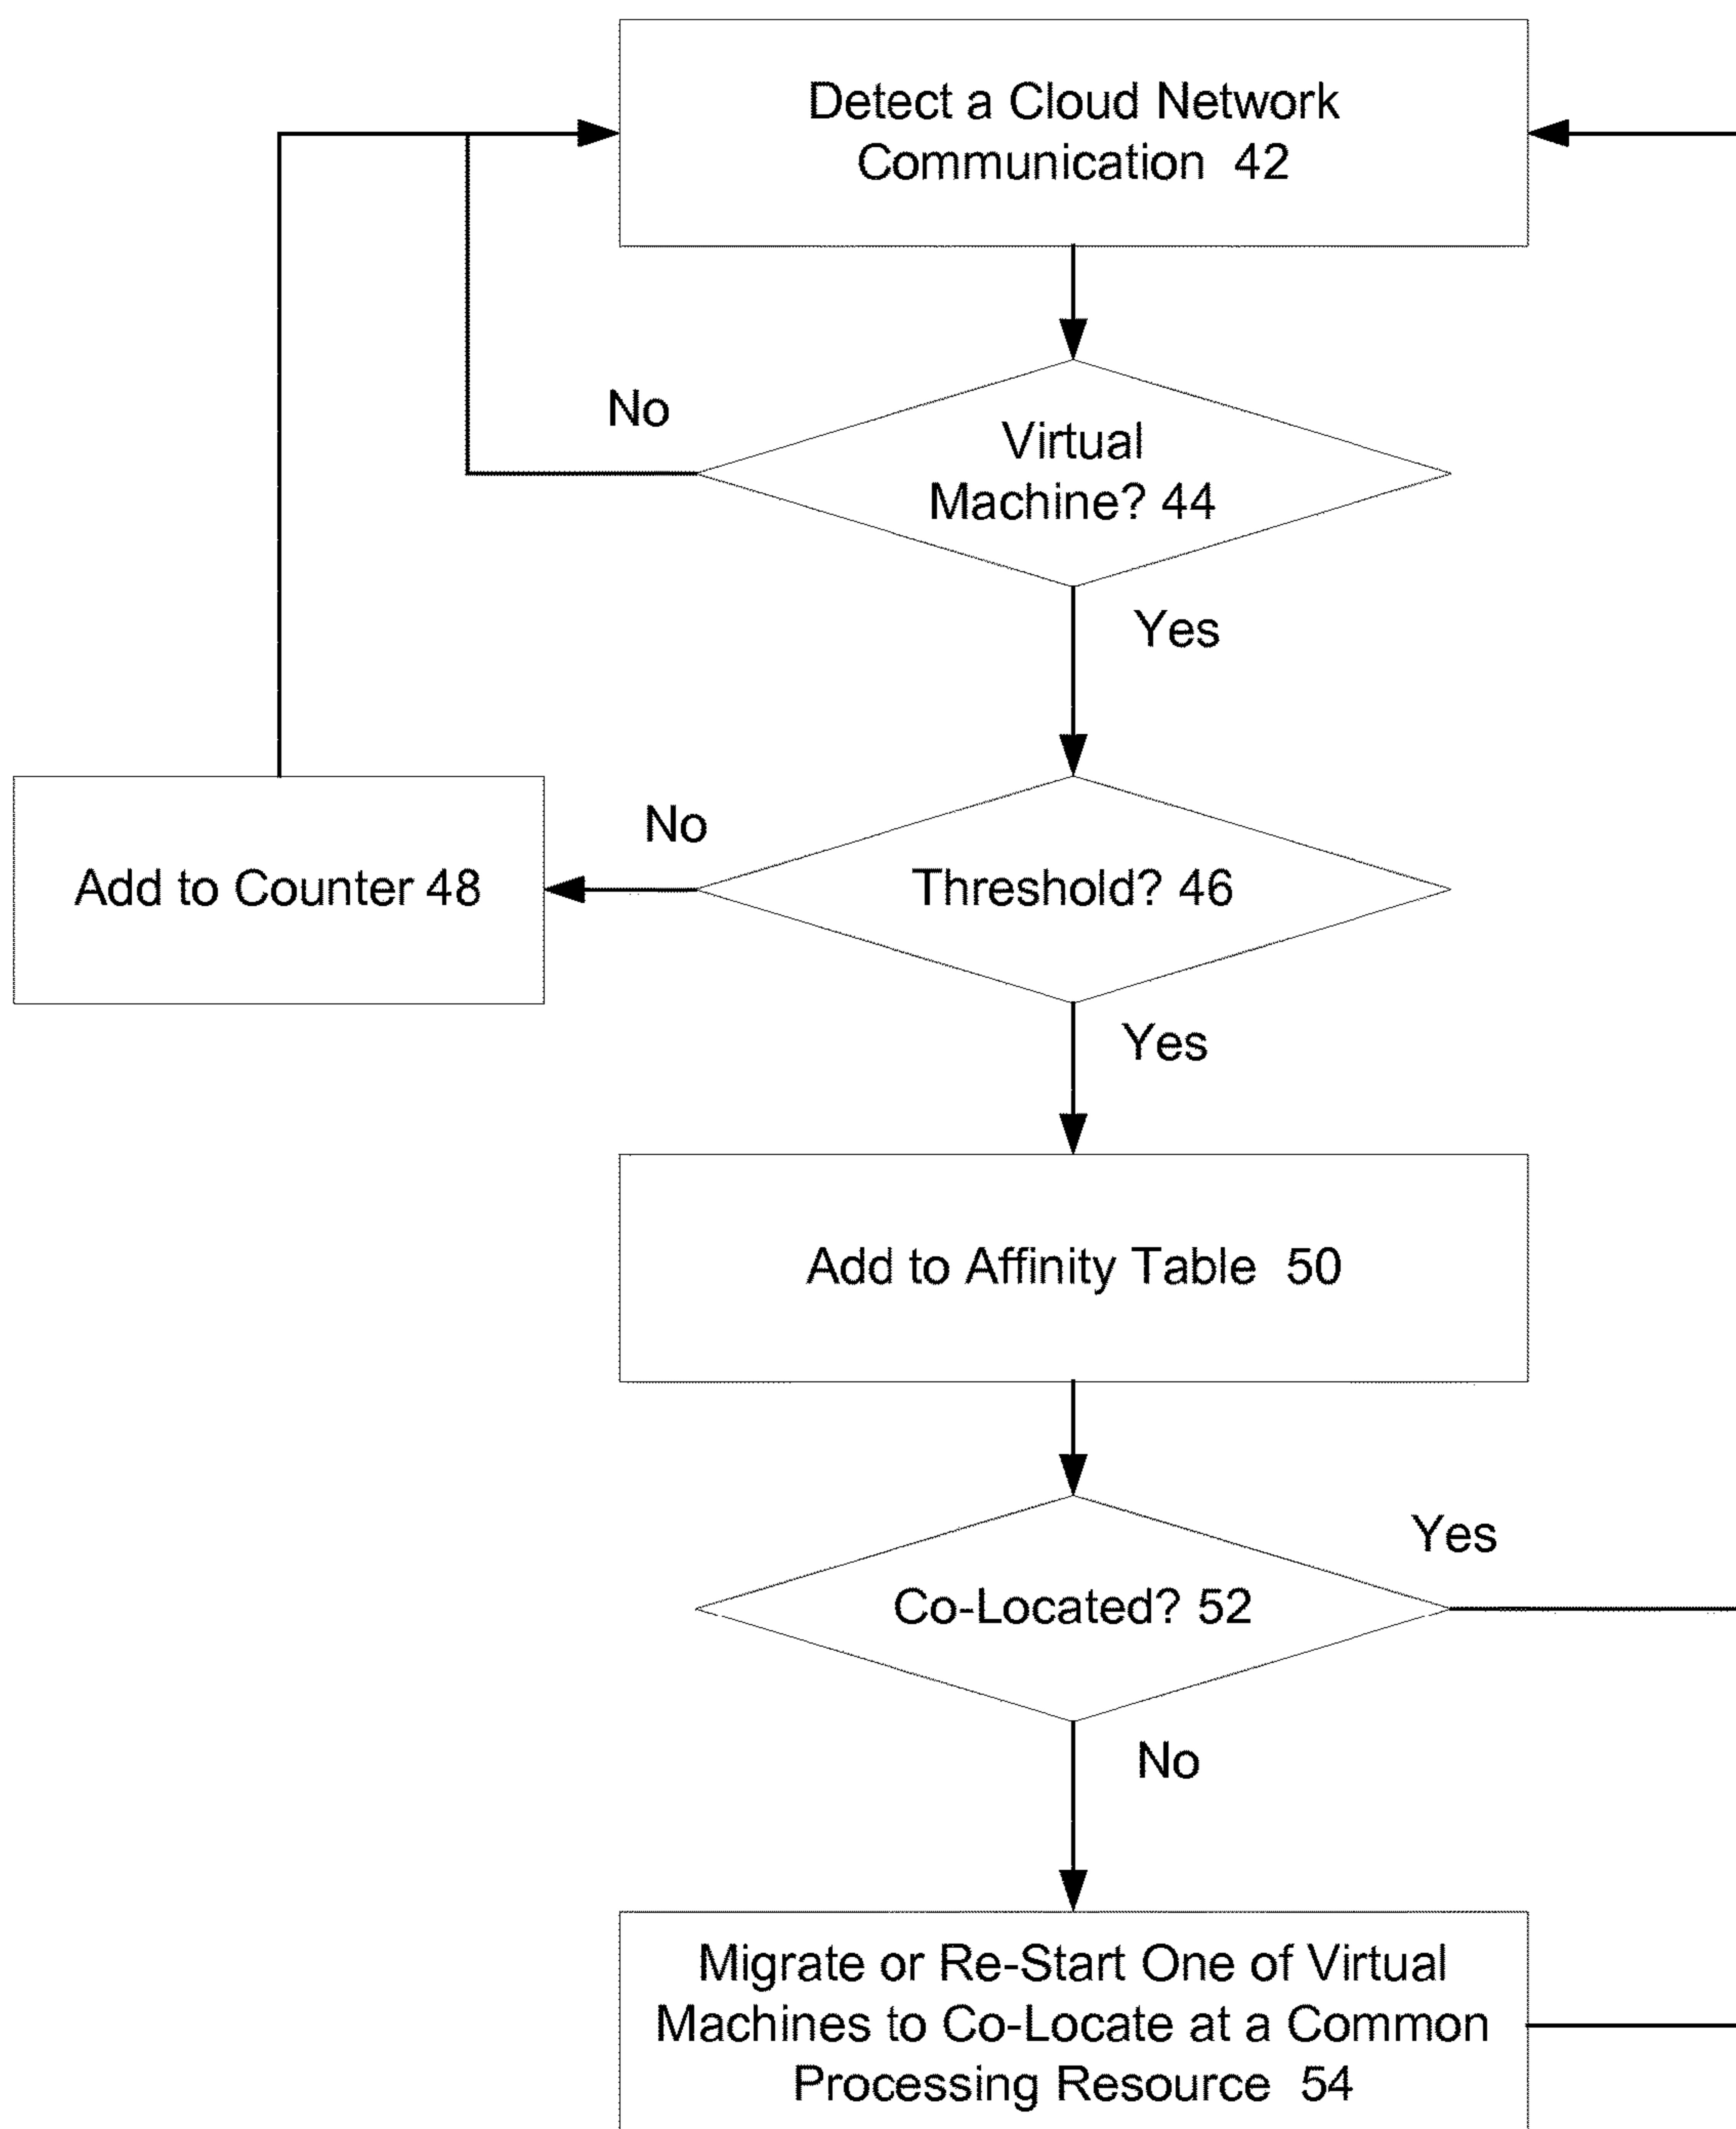 Detect a Cloud Network
Communication 42
No
Virtual
Machine? 44
Yes
No
Add to Counter 48
Threshold? 46
Yes
Add to Affinity Table 50
Yes
Co-Located? 52
No
Migrate or Re-Start One of Virtual
Machines to Co-Locate at a Common
Processing Resource 54